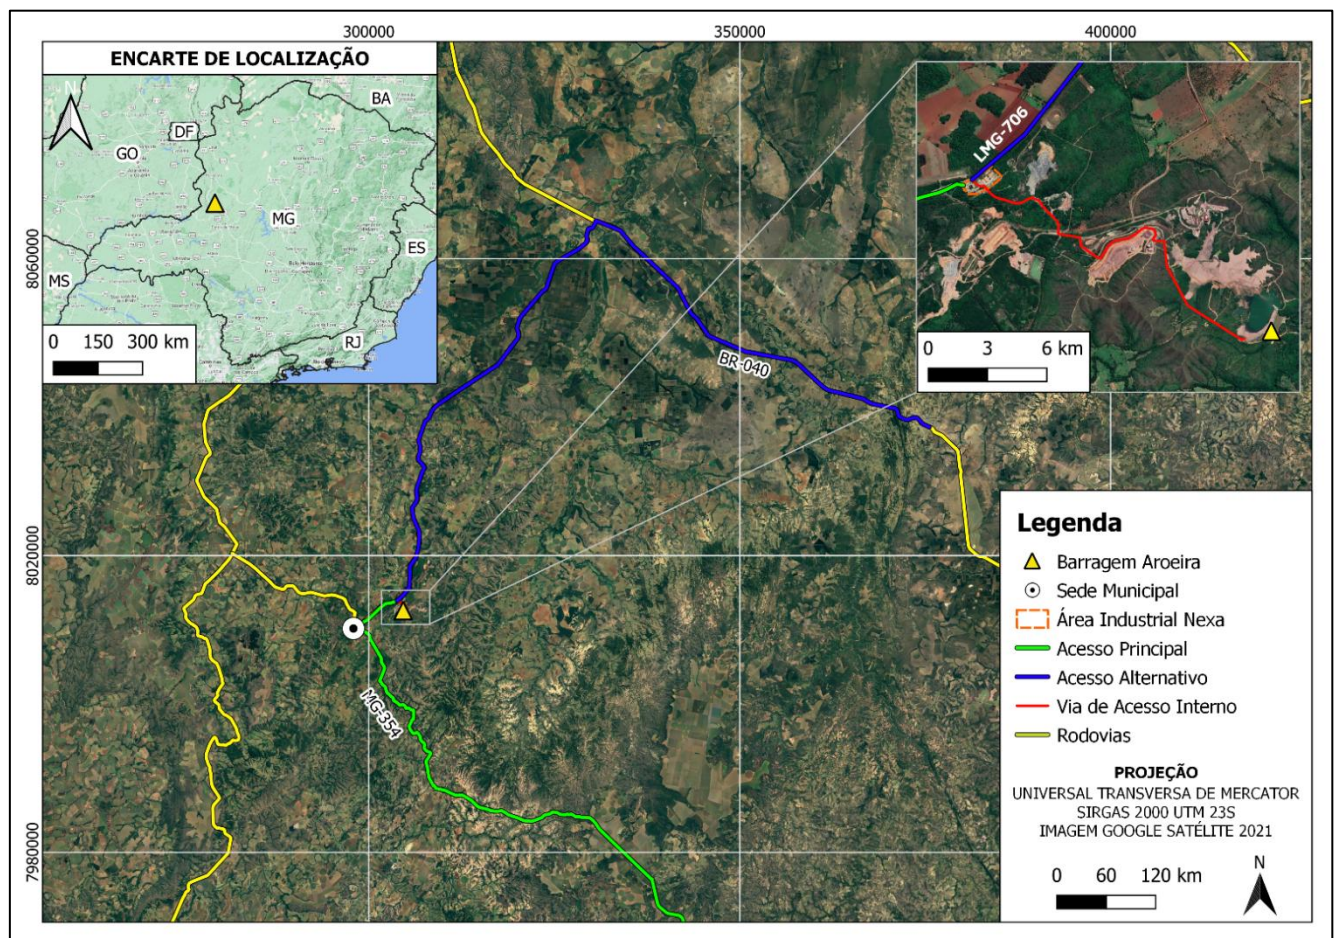 300000
350000
400000
8060000
8020000
7980000
ENCARTE DE LOCALIZAÇÃO
N
BA
DF
GO
MG
ES
MS
RJ
0 150 300 km
LMG-706
0 3 6 km
BR-040
MG-354
Legenda
Barragem Aroeira
Sede Municipal
Área Industrial Nexa
Acesso Principal
Acesso Alternativo
Via de Acesso Interno
Rodovias
PROJEÇÃO
UNIVERSAL TRANSVERSA DE MERCATOR
SIRGAS 2000 UTM 23S
IMAGEM GOOGLE SATÉLITE 2021
0 60 120 km
N